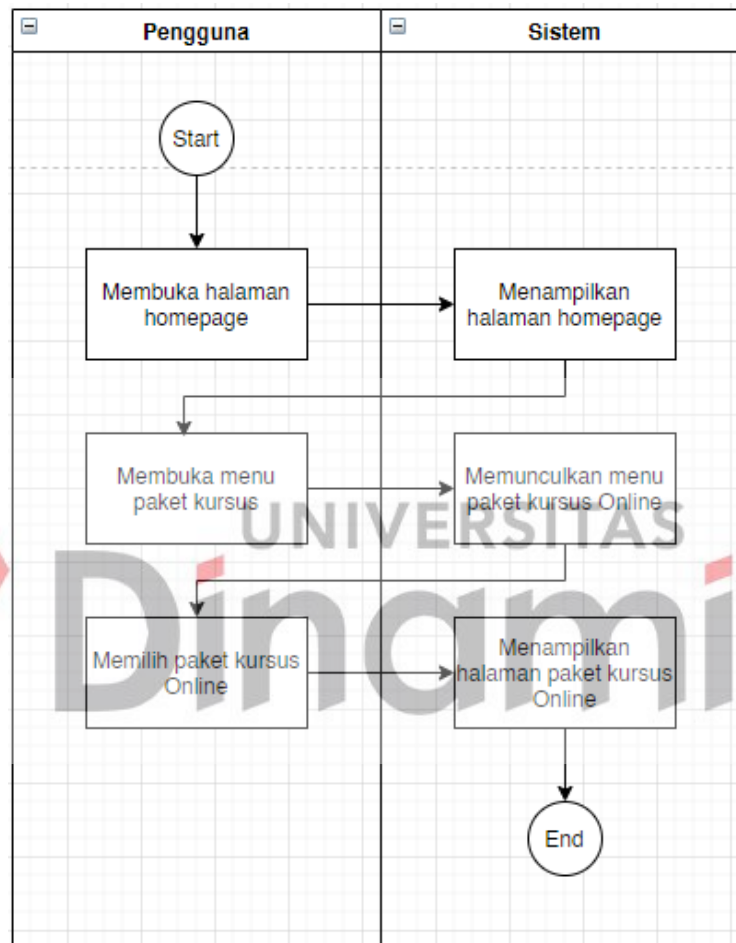 Pengguna
Sistem
Start
Membuka halaman
homepage
Menampilkan
halaman homepage
Membuka menu
paket kursus
Memunculkan menu
paket kursus Online
UNIVERSITAS
Dinami
Memilih paket kursus
Online
Menampilkan
halaman paket kursus
Online
End